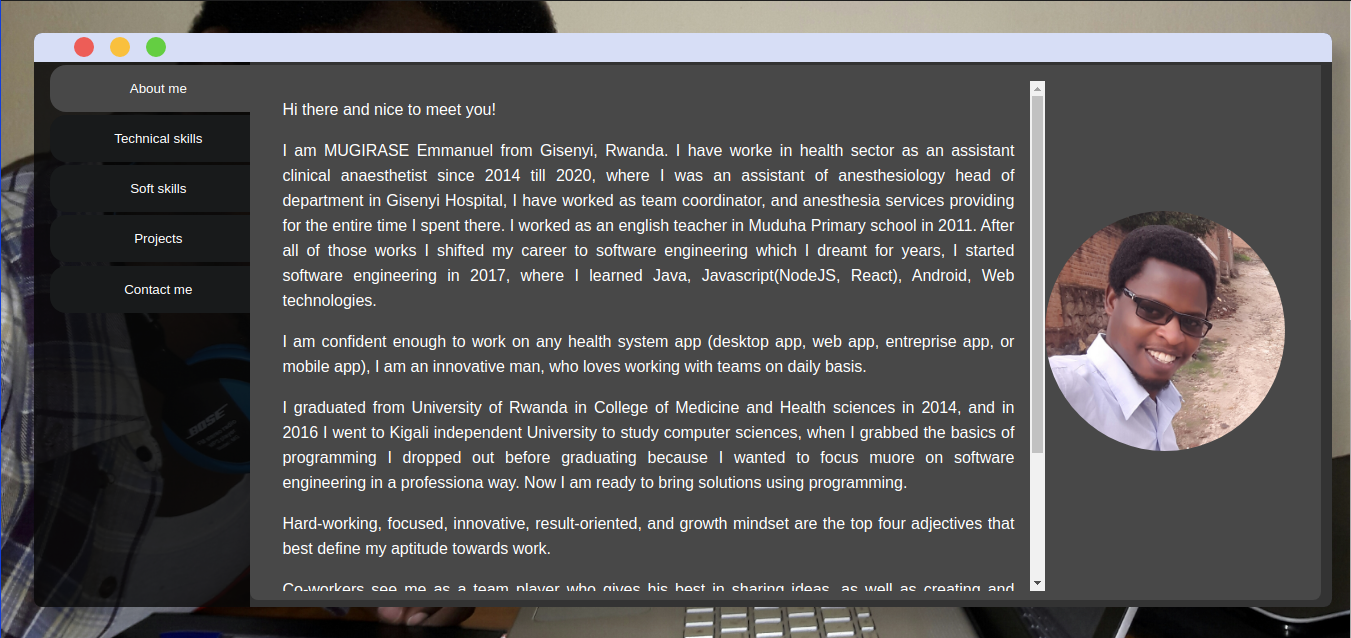 About me
Technical skills
Soft skills
Projects
Contact me
Hi there and nice to meet you!
I am MUGIRASE Emmanuel from Gisenyi, Rwanda. I have worke in health sector as an assistant
clinical anaesthetist since 2014 till 2020, where I was an assistant of anesthesiology head of
department in Gisenyi Hospital, I have worked as team coordinator, and anesthesia services providing
for the entire time I spent there. I worked as an english teacher in Muduha Primary school in 2011. After
all of those works I shifted my career to software engineering which I dreamt for years, I started
software engineering in 2017, where I learned Java, Javascript(NodeJS, React), Android, Web
technologies.
I am confident enough to work on any health system app (desktop app, web app, entreprise app, or
mobile app), I am an innovative man, who loves working with teams on daily basis.
I graduated from University of Rwanda in College of Medicine and Health sciences in 2014, and in
2016 I went to Kigali independent University to study computer sciences, when I grabbed the basics of
programming I dropped out before graduating because I wanted to focus muore on software
engineering in a professiona way. Now I am ready to bring solutions using programming.
Hard-working, focused, innovative, result-oriented, and growth mindset are the top four adjectives that
best define my aptitude towards work.
Co-workers see me as a team player who gives his best in sharing ideas, as well as creating and
BOSE